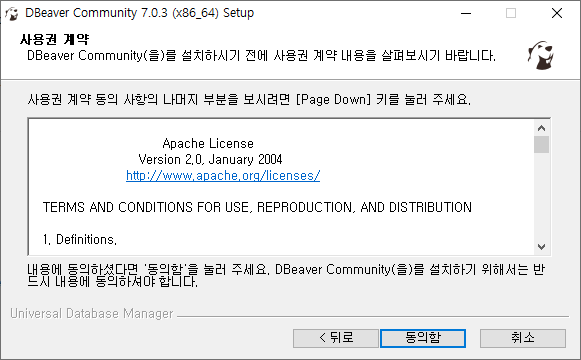 DBeaver Community 7.0.3 (x86_64) Setup
사용권 계약
DBeaver Community(을)를 설치하시기 전에 사용권 계약 내용을 살펴보시기 바랍니다.
사용권 계약 동의 사항의 나머지 부분을 보시려면 [Page Down] 키를 눌러 주세요.
Apache License
Version 2.0, January 2004
http://www.apache.org/licenses/
TERMS AND CONDITIONS FOR USE, REPRODUCTION, AND DISTRIBUTION
1. Definitions.
내용에 동의하셨다면 '동의함'을 눌러 주세요. DBeaver Community(을)를 설치하기 위해서는 반
드시 내용에 동의하셔야 합니다.
Universal Database Manager
< 뒤로
동의함
취소